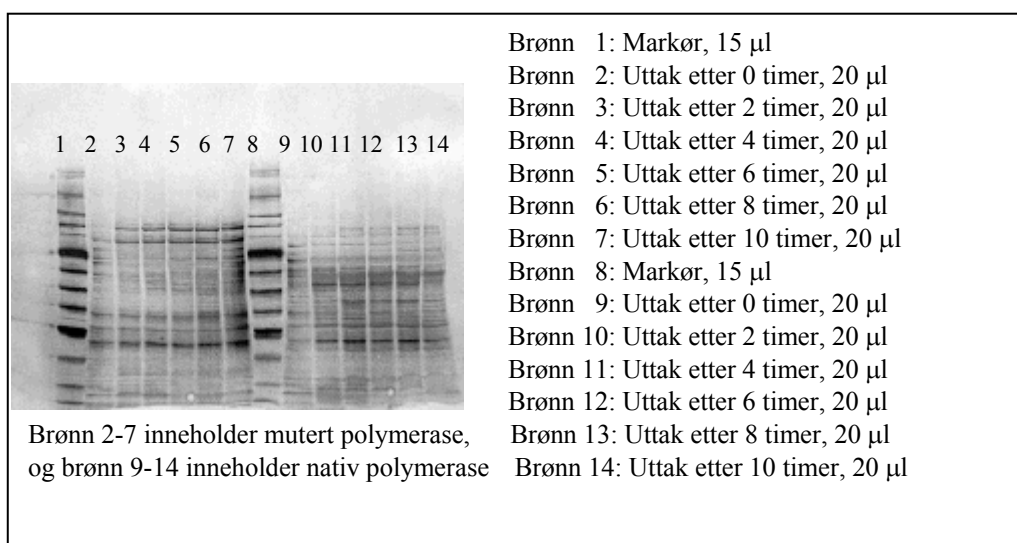 Brønn 1: Markør, 15 μl
Brønn 2: Uttak etter 0 timer, 20 μl
Brønn 3: Uttak etter 2 timer, 20 μl
Brønn 4: Uttak etter 4 timer, 20 μl
Brønn 5: Uttak etter 6 timer, 20 μl
Brønn 6: Uttak etter 8 timer, 20 μl
Brønn 7: Uttak etter 10 timer, 20 μl
Brønn 8: Markør, 15 μl
Brønn 9: Uttak etter 0 timer, 20 μl
Brønn 10: Uttak etter 2 timer, 20 μl
Brønn 11: Uttak etter 4 timer, 20 μl
Brønn 12: Uttak etter 6 timer, 20 μl
Brønn 13: Uttak etter 8 timer, 20 μl
Brønn 14: Uttak etter 10 timer, 20 μl
1 2 3 4 5 6 7 8 9 10 11 12 13 14
Brønn 2-7 inneholder mutert polymerase,
og brønn 9-14 inneholder nativ polymerase